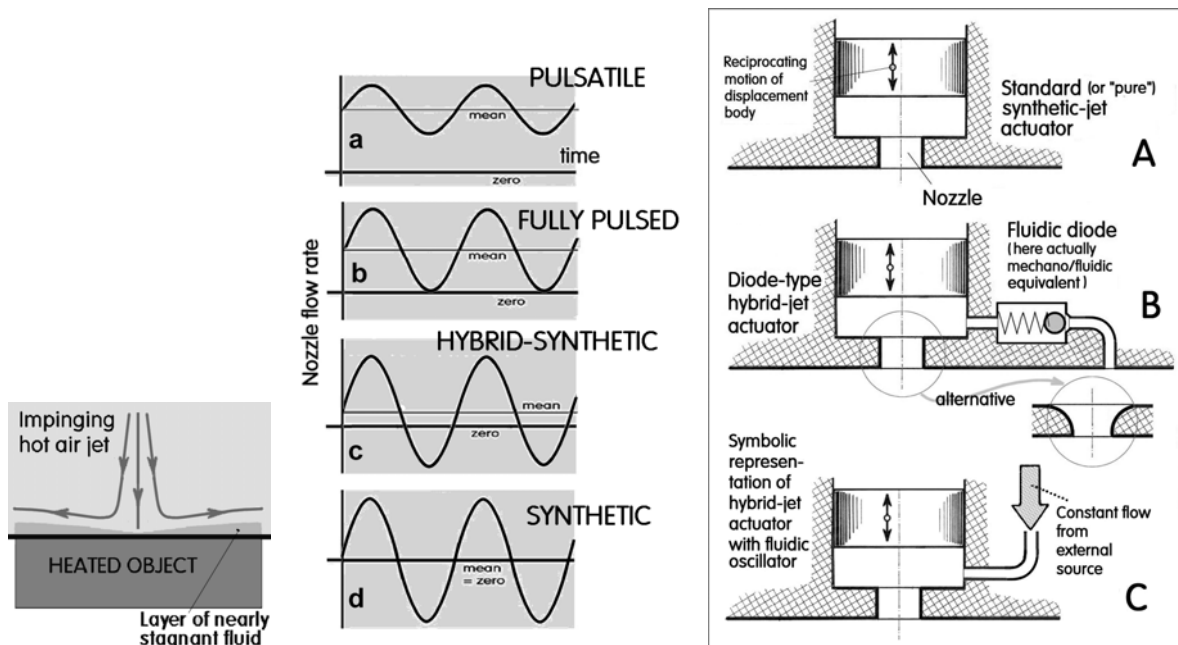 Impinging
hot air jet
HEATED OBJECT
Layer of nearly
stagnant fluid
Nozzle flow rate
PULSATILE
mean
a
time
zero
FULLY PULSED
mean
b
zero
HYBRID-SYNTHETIC
mean
zero
c
SYNTHETIC
mean
= zero
d
Reciprocating
motion of
displacement
body
Standard (or "pure")
synthetic-jet
actuator
A
Nozzle
Fluidic diode
(here actually
mechano/fluidic
equivalent)
Diode-type
hybrid-jet
actuator
B
alternative
Symbolic
represen-
tation of
hybrid-jet
actuator
with fluidic
oscillator
Constant flow
from
external
source
C